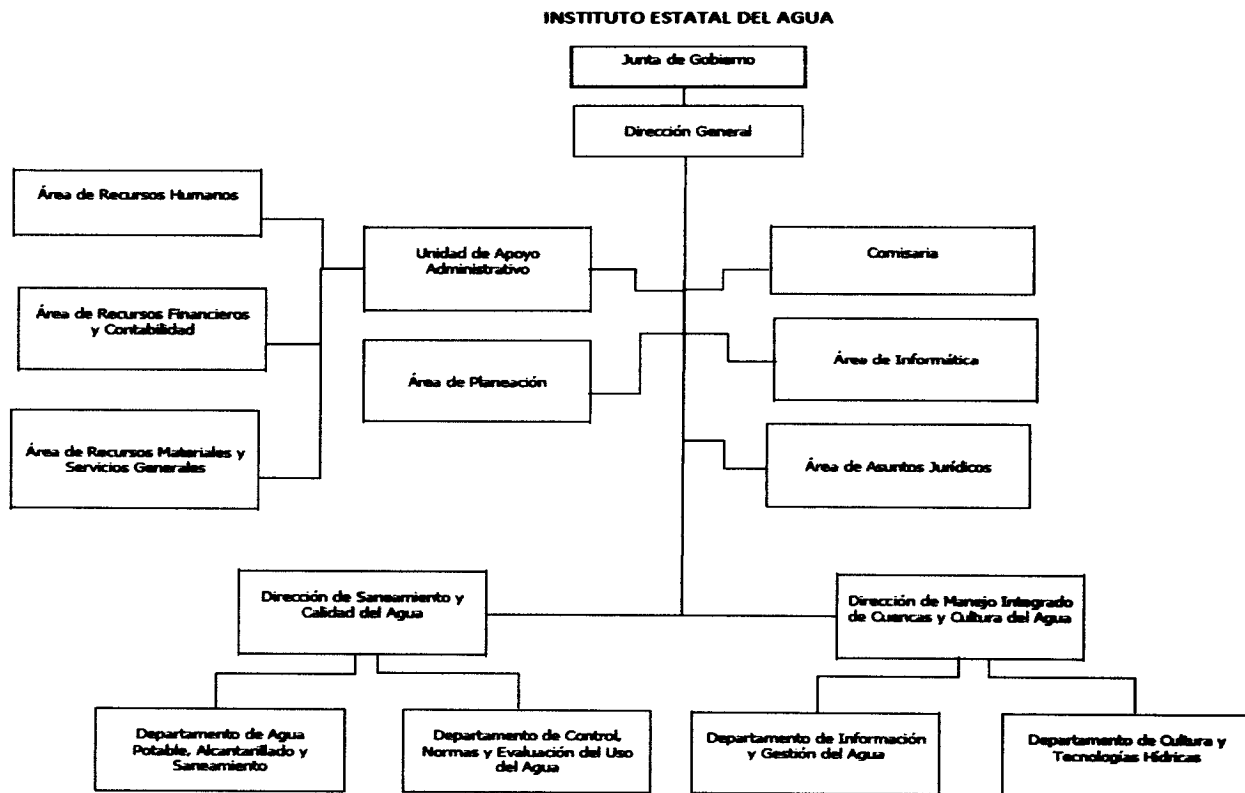 INSTITUTO ESTATAL DEL AGUA
Junta de Gobierno
Dirección General
Área de Recursos Humanos
Unidad de Apoyo
Administrativo
Comisaria
Área de Recursos Financieros
y Contabilidad
Área de Planeación
Área de Informática
Área de Recursos Materiales y
Servicios Generales
Área de Asuntos Jurídicos
Dirección de Saneamiento y
Calidad del Agua
Dirección de Manejo Integrado
de Cuencas y Cultura del Agua
Departamento de Agua
Potable, Alcantarillado y
Saneamiento
Departamento de Control,
Normas y Evaluación del Uso
del Agua
Departamento de Información
y Gestión del Agua
Departamento de Cultura y
Tecnologías Hídricas